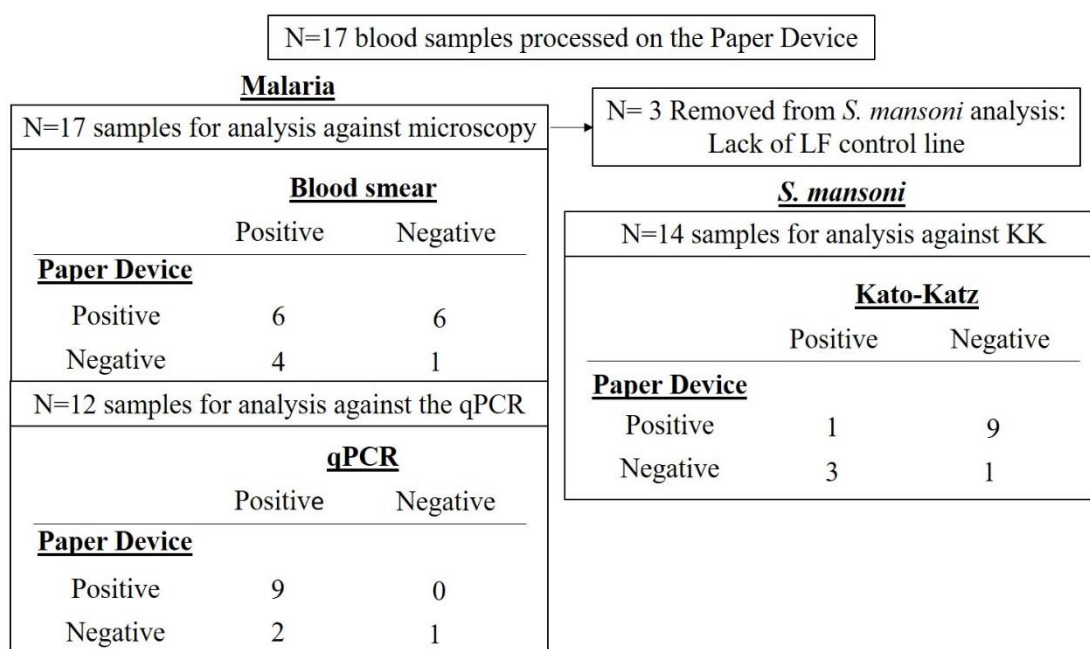 N=17 blood samples processed on the Paper Device
Malaria
N=17 samples for analysis against microscopy
Blood smear
Positive Negative
Paper Device
Positive 6 6
Negative 4 1
N=12 samples for analysis against the qPCR
qPCR
Positive Negative
Paper Device
Positive 9 0
Negative 2 1
N= 3 Removed from S. mansoni analysis:
Lack of LF control line
S. mansoni
N=14 samples for analysis against KK
Kato-Katz
Positive Negative
Paper Device
Positive 1 9
Negative 3 1